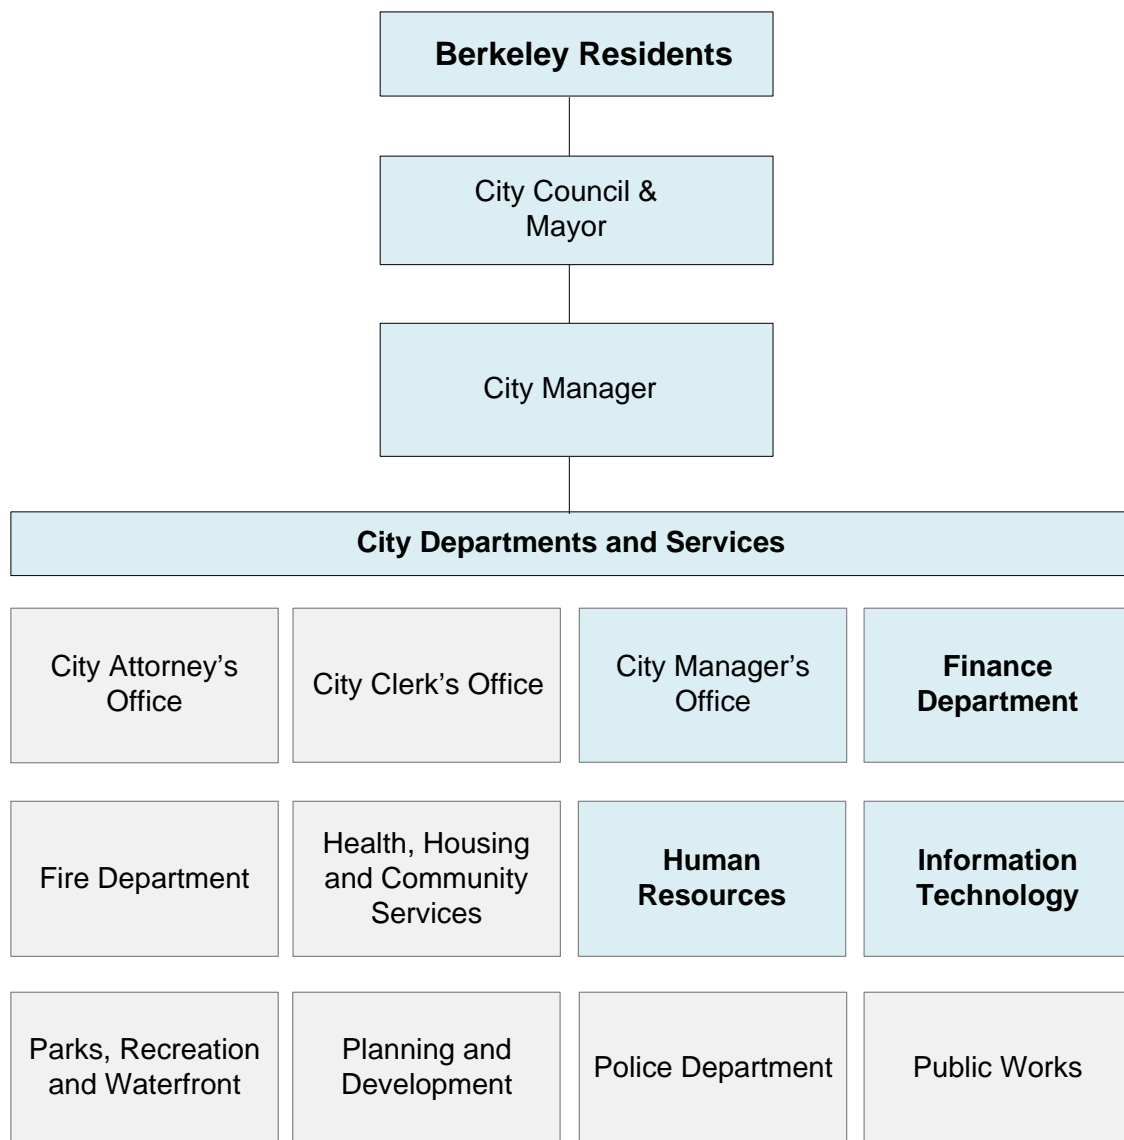 Berkeley Residents
City Council &
Mayor
City Manager
City Departments and Services
City Attorney’s
Office
City Clerk’s Office
City Manager’s
Office
Finance
Department
Fire Department
Health, Housing
and Community
Services
Human
Resources
Information
Technology
Parks, Recreation
and Waterfront
Planning and
Development
Police Department
Public Works